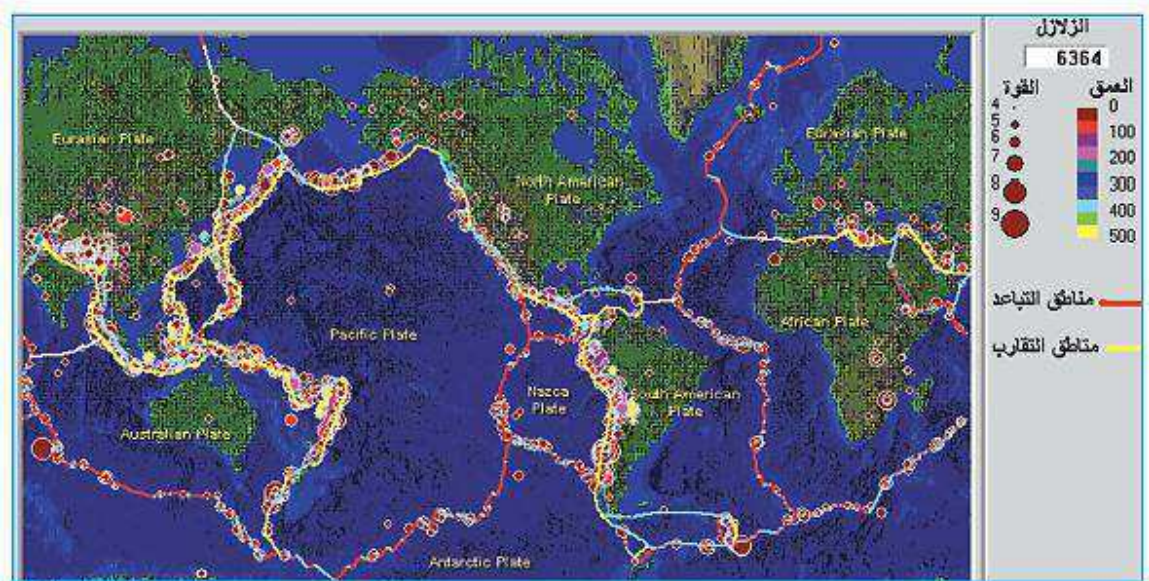 Eurasian Plate
North American
Plate
Eurasian Plate
Pacific Plate
African Plate
Nazca
Plate
South American
Plate
Australian Plate
Antarctic Plate
الزلازل
6364
القوة
العمق
4
5
6
7
8
9
0
100
200
300
400
500
مناطق التباعد
مناطق التقارب